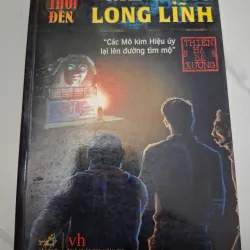 THỔI
ĐÈN
LONG LĨNH
"Các Mô kim Hiệu úy
lại lên đường tìm mộ"
THIÊN
HẠ
BÁ
XƯỚNG
vh